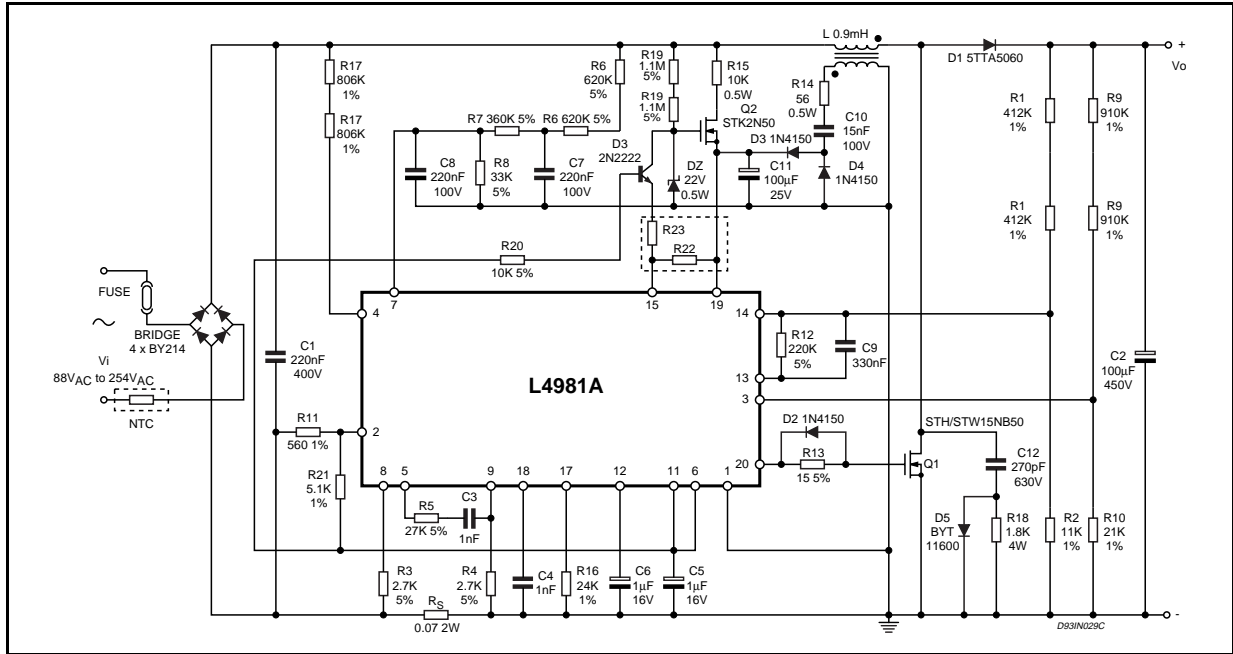 L 0.9mH
D1 5TTA5060
+
Vo
R17
806K
1%
R17
806K
1%
R6
620K
5%
R19
1.1M
5%
R19
1.1M
5%
R15
10K
0.5W
Q2
STK2N50
R14
56
0.5W
C10
15nF
100V
R1
412K
1%
R9
910K
1%
R7 360K 5%
R6 620K 5%
D3
2N2222
D3 1N4150
C8
220nF
100V
R8
33K
5%
C7
220nF
100V
DZ
22V
0.5W
C11
100µF
25V
D4
1N4150
R1
412K
1%
R9
910K
1%
R23
R22
R20
10K 5%
FUSE
BRIDGE
4 x BY214
Vi
88VAC to 254VAC
NTC
C1
220nF
400V
7
15
19
4
14
L4981A
R12
220K
5%
C9
330nF
13
3
C2
100µF
450V
R11
560 1%
2
D2 1N4150
STH/STW15NB50
R13
15 5%
20
Q1
C12
270pF
630V
R21
5.1K
1%
8
5
9
18
17
12
11
6
1
R5
27K 5%
C3
1nF
D5
BYT
11600
R18
1.8K
4W
R2
11K
1%
R10
21K
1%
R3
2.7K
5%
R4
2.7K
5%
C4
1nF
R16
24K
1%
C6
1µF
16V
C5
1µF
16V
RS
0.07 2W
-
D93IN029C